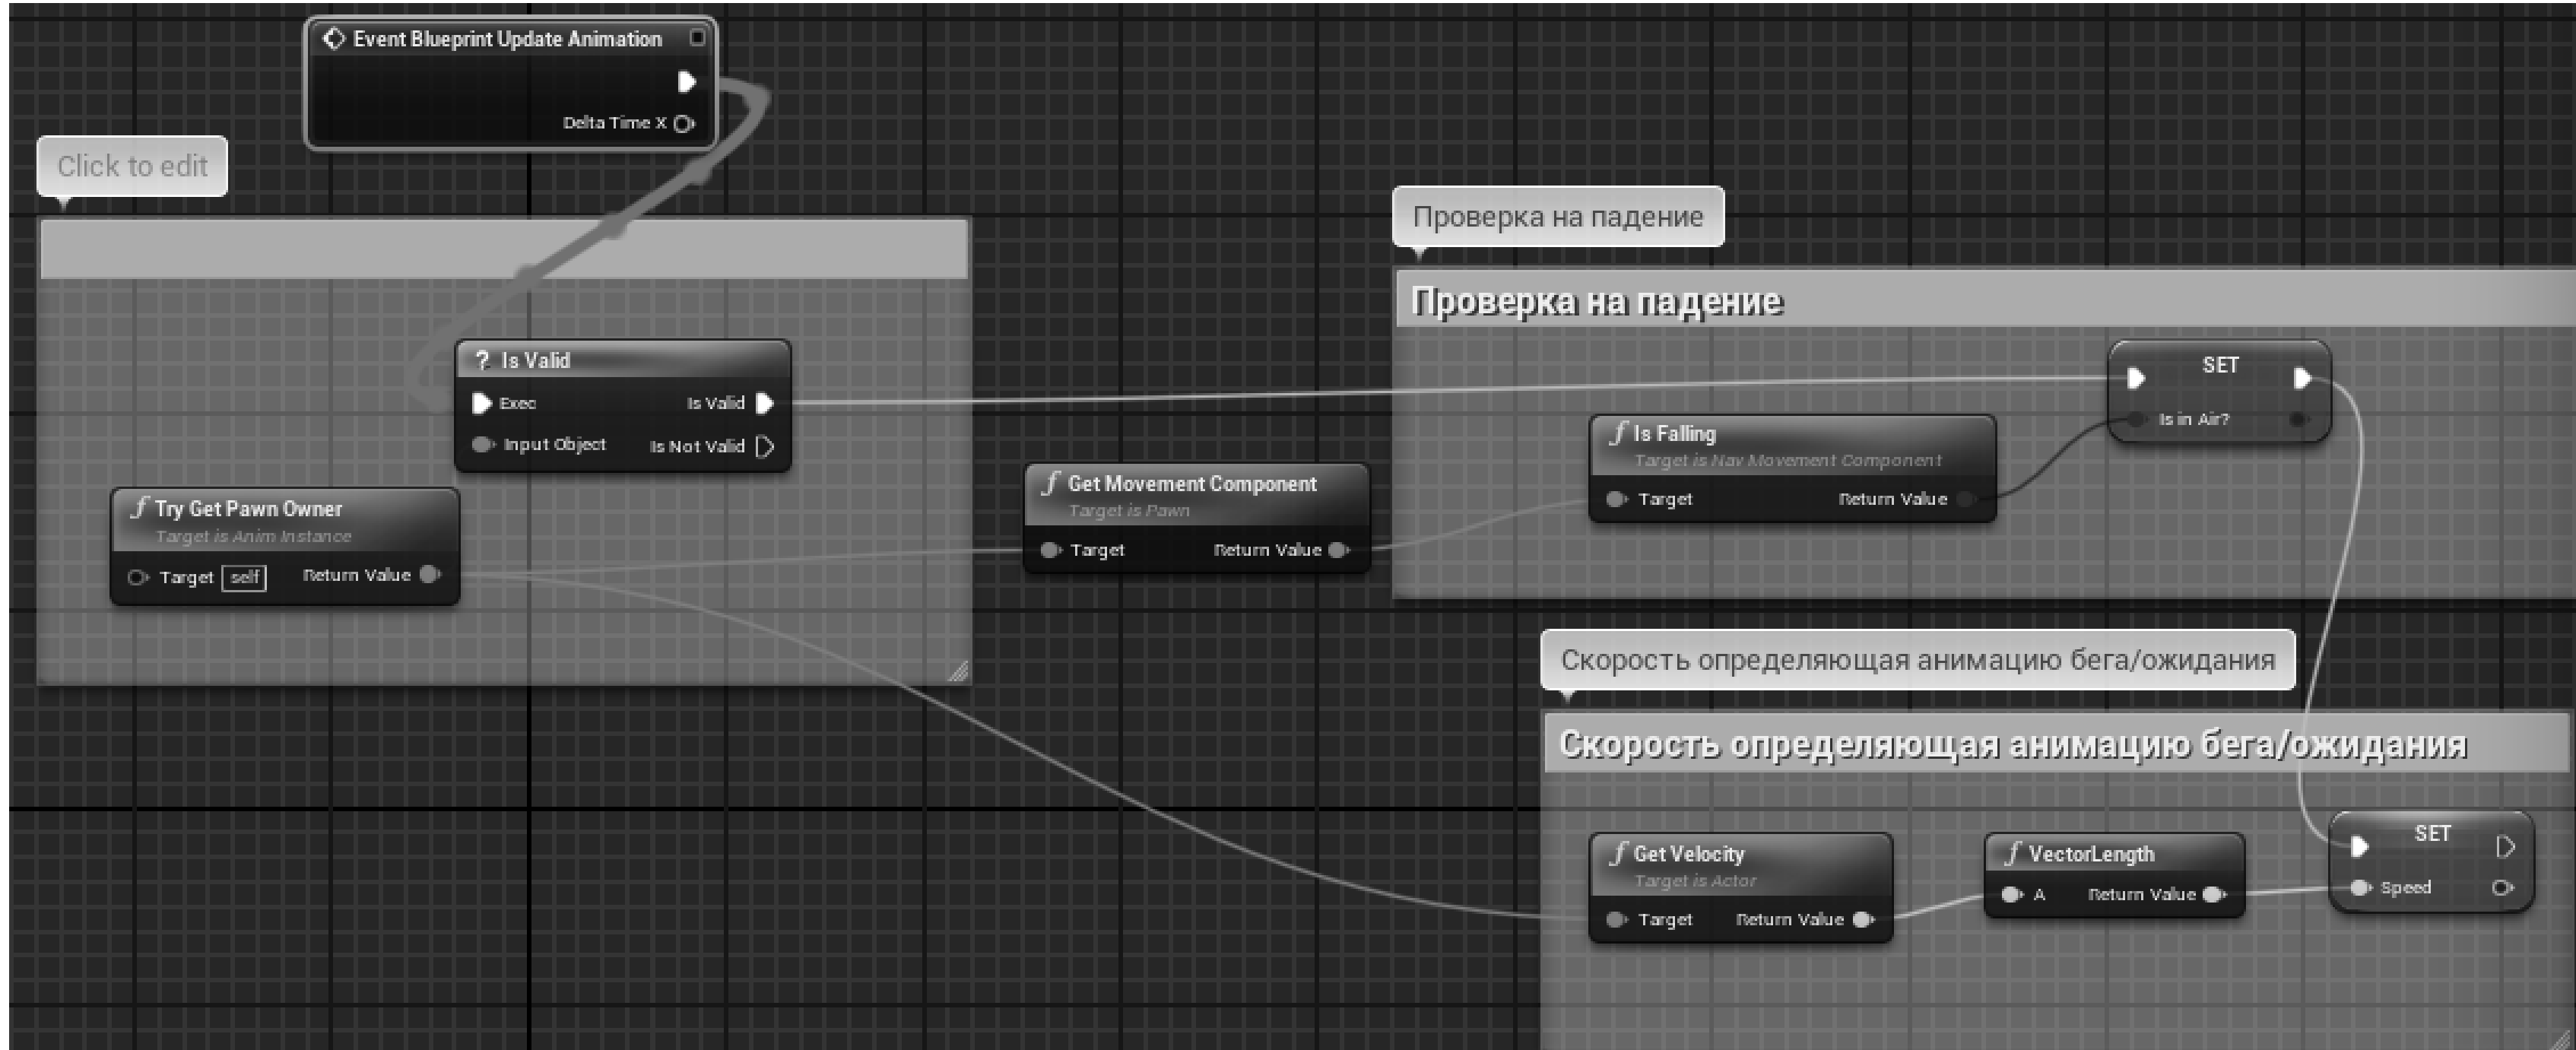 Event Blueprint Update Animation
Delta Time X
Click to edit
? Is Valid
Exec
Is Valid
Input Object
Is Not Valid
f Try Get Pawn Owner
Target is Anim Instance
Target self
Return Value
f Get Movement Component
Target is Pawn
Target
Return Value
Проверка на падение
Проверка на падение
f Is Falling
Target is Nav Movement Component
Target
Return Value
SET
Is in Air?
Скорость определяющая анимацию бега/ожидания
Скорость определяющая анимацию бега/ожидания
f Get Velocity
Target is Actor
Target
Return Value
f VectorLength
A
Return Value
SET
Speed